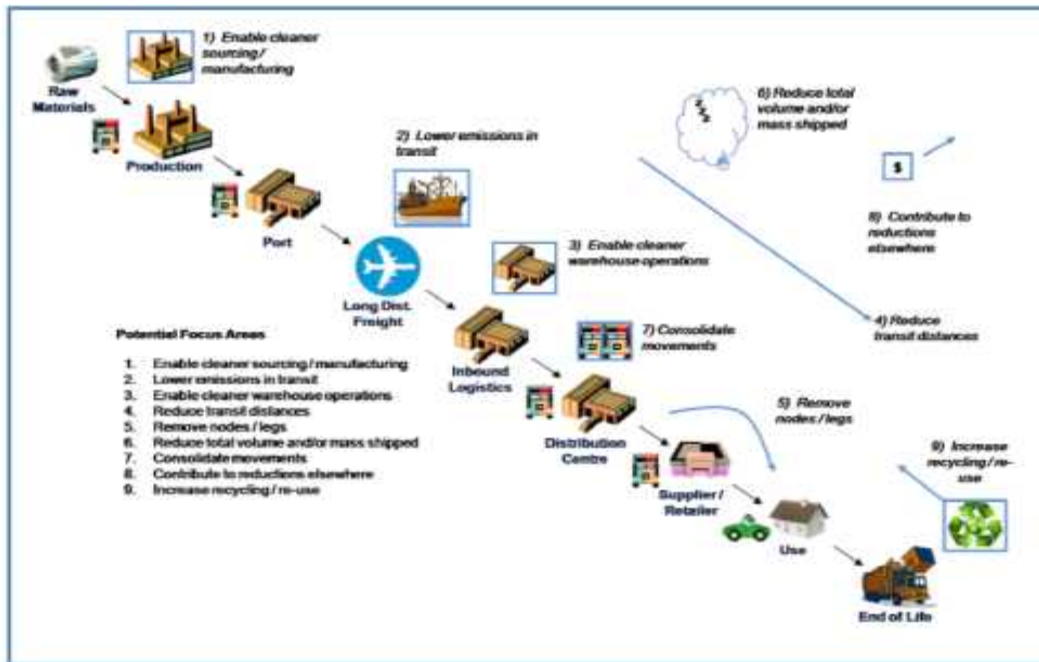 1) Enable cleaner
sourcing /
manufacturing
Raw
Materials
Production
2) Lower emissions in
transit
6) Reduce total
volume and/or
mass shipped
$
Port
8) Contribute to
reductions
elsewhere
3) Enable cleaner
warehouse operations
Long Dist.
Freight
4) Reduce
transit distances
7) Consolidate
movements
Inbound
Logistics
Potential Focus Areas
1. Enable cleaner sourcing / manufacturing
2. Lower emissions in transit
3. Enable cleaner warehouse operations
4. Reduce transit distances
5. Remove nodes / legs
6. Reduce total volume and/or mass shipped
7. Consolidate movements
8. Contribute to reductions elsewhere
9. Increase recycling / re-use
5) Remove
nodes / legs
Distribution
Centre
9) Increase
recycling / re-
use
Supplier /
Retailer
Use
End of Life